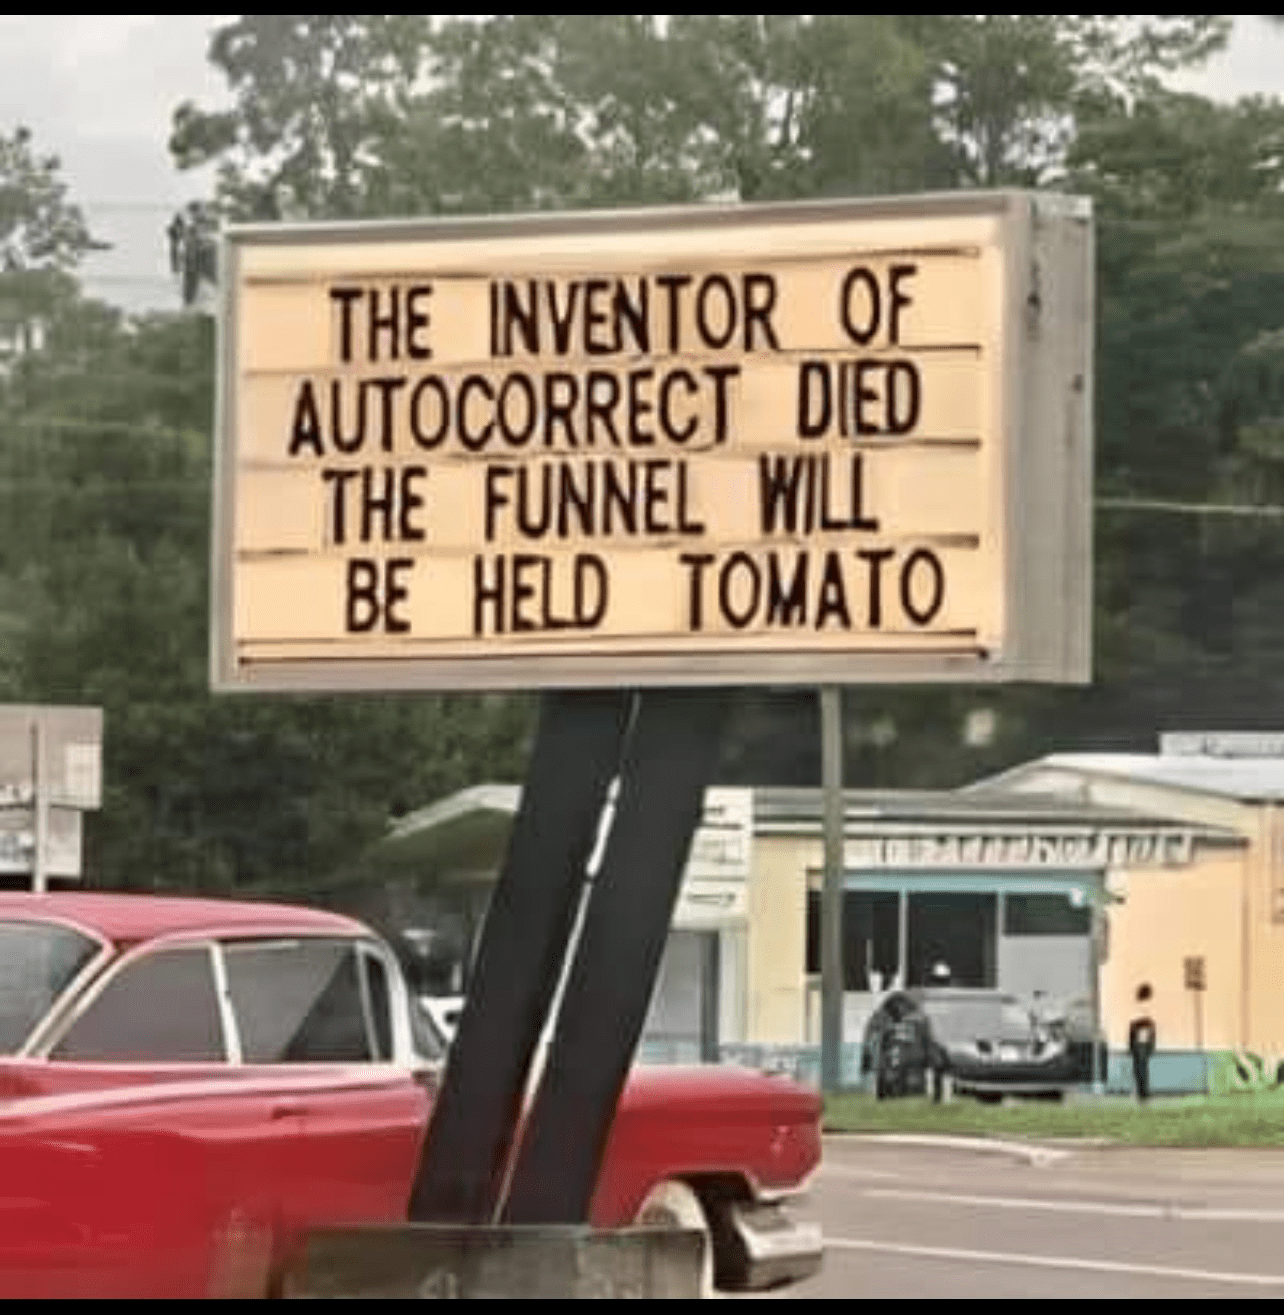 THE INVENTOR OF
AUTOCORRECT DIED
THE FUNNEL WILL
BE HELD TOMATO